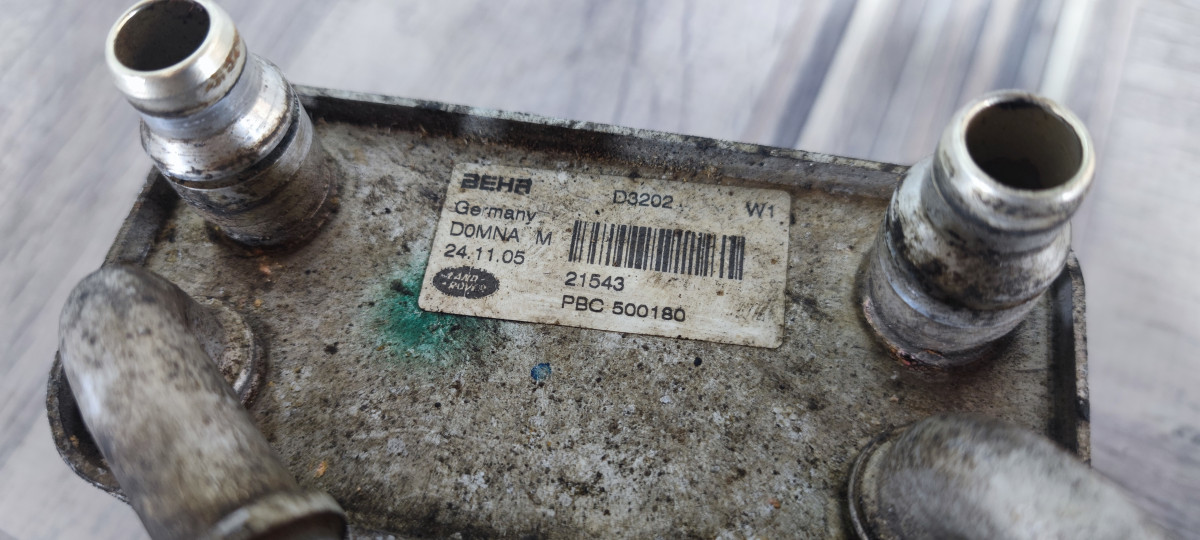 BEHR
D3202
W1
Germany
D0MNA M
24.11.05
LAND
ROVER
21543
PBC 500180